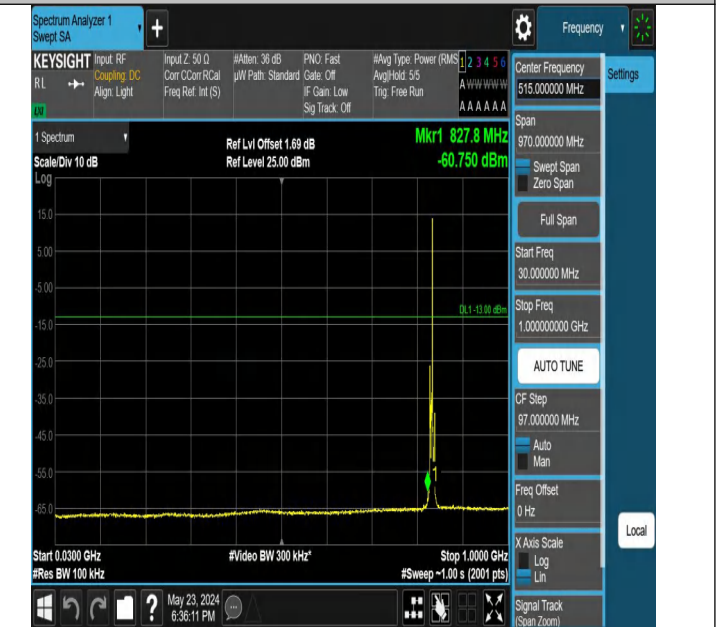 Spectrum Analyzer 1
Swept SA
+
Frequency
KEYSIGHT
RL
Input: RF
Coupling: DC
Align: Light
Input Z: 50 Ω
Corr CCorr RCal
Freq Ref: Int (S)
#Atten: 36 dB
µW Path: Standard
PNO: Fast
Gate: Off
IF Gain: Low
Sig Track: Off
#Avg Type: Power (RMS
Avg|Hold: 5/5
Trig: Free Run
1 2 3 4 5 6
A W W W W W
A A A A A A
1 Spectrum
Scale/Div 10 dB
Log
Ref Lvl Offset 1.69 dB
Ref Level 25.00 dBm
Mkr1 827.8 MHz
-60.750 dBm
15.0
5.00
-5.00
DL1 -13.00 dBm
-15.0
-25.0
-35.0
-45.0
-55.0
1
-65.0
Start 0.0300 GHz
#Res BW 100 kHz
#Video BW 300 kHz*
Stop 1.0000 GHz
#Sweep ~1.00 s (2001 pts)
?
May 23, 2024
6:36:11 PM
Center Frequency
515.000000 MHz
Settings
Span
970.000000 MHz
Swept Span
Zero Span
Full Span
Start Freq
30.000000 MHz
Stop Freq
1.000000000 GHz
AUTO TUNE
CF Step
97.000000 MHz
Auto
Man
Freq Offset
0 Hz
X Axis Scale
Log
Lin
Local
Signal Track
(Span Zoom)